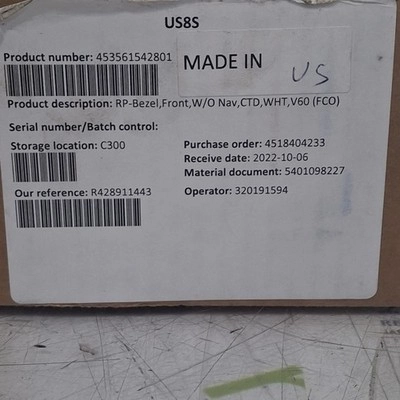 US8S
Product number: 453561542801
MADE IN US
Product description: RP-Bezel,Front,W/O Nav,CTD,WHT,V60 (FCO)
Serial number/Batch control:
Storage location: C300
Purchase order: 4518404233
Receive date: 2022-10-06
Material document: 5401098227
Our reference: R428911443
Operator: 320191594